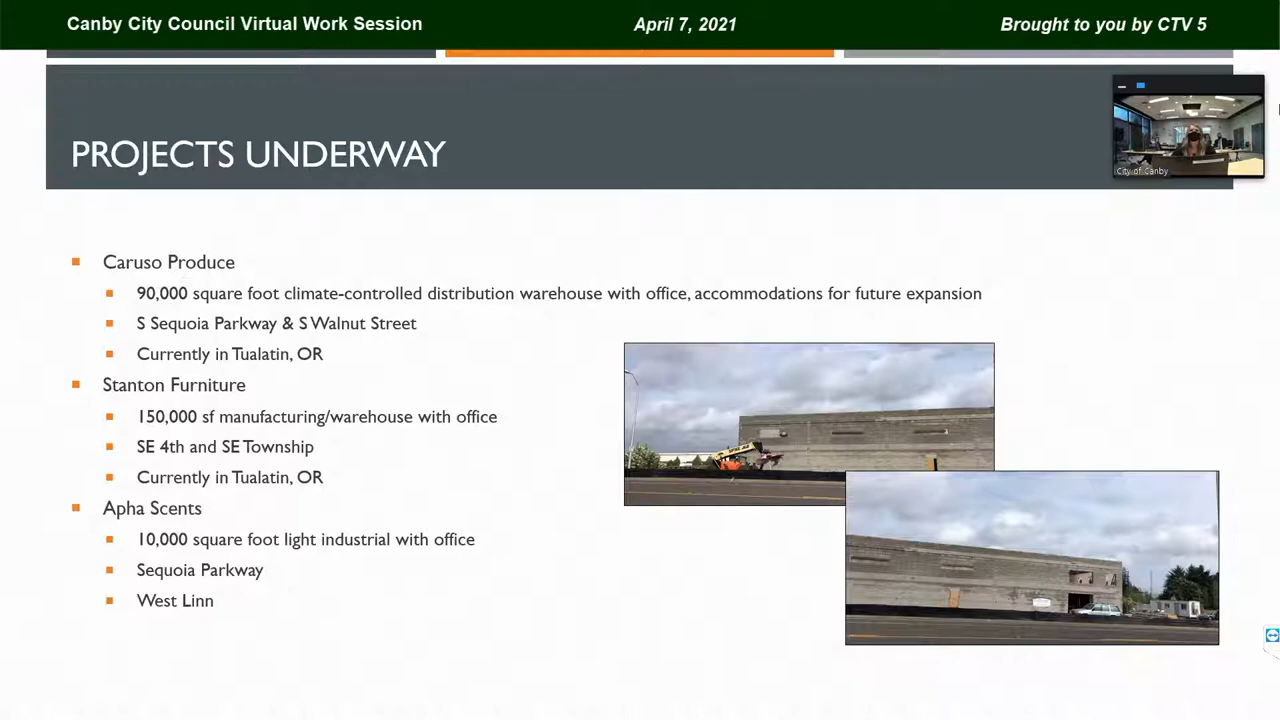 Canby City Council Virtual Work Session
April 7, 2021
Brought to you by CTV 5
PROJECTS UNDERWAY
City of Canby
Caruso Produce
90,000 square foot climate-controlled distribution warehouse with office, accommodations for future expansion
S Sequoia Parkway & S Walnut Street
Currently in Tualatin, OR
Stanton Furniture
150,000 sf manufacturing/warehouse with office
SE 4th and SE Township
Currently in Tualatin, OR
Apha Scents
10,000 square foot light industrial with office
Sequoia Parkway
West Linn